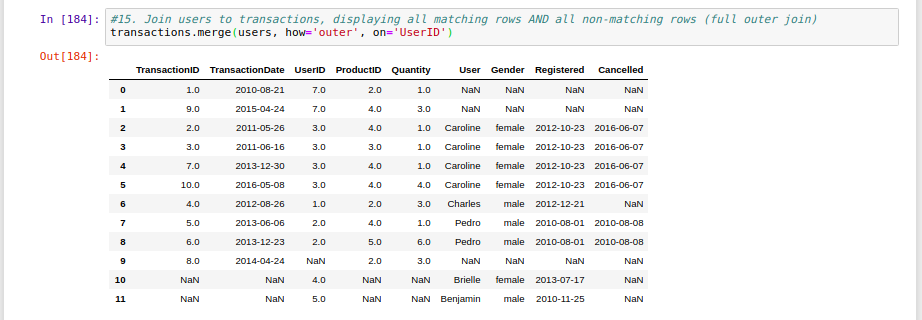 In [184]: #15. Join users to transactions, displaying all matching rows AND all non-matching rows (full outer join)
transactions.merge(users, how='outer', on='UserID')
Out[184]:
TransactionID TransactionDate UserID ProductID Quantity User Gender Registered Cancelled
0 1.0 2010-08-21 7.0 2.0 1.0 NaN NaN NaN NaN
1 9.0 2015-04-24 7.0 4.0 3.0 NaN NaN NaN NaN
2 2.0 2011-05-26 3.0 4.0 1.0 Caroline female 2012-10-23 2016-06-07
3 3.0 2011-06-16 3.0 3.0 1.0 Caroline female 2012-10-23 2016-06-07
4 7.0 2013-12-30 3.0 4.0 1.0 Caroline female 2012-10-23 2016-06-07
5 10.0 2016-05-08 3.0 4.0 4.0 Caroline female 2012-10-23 2016-06-07
6 4.0 2012-08-26 1.0 2.0 3.0 Charles male 2012-12-21 NaN
7 5.0 2013-06-06 2.0 4.0 1.0 Pedro male 2010-08-01 2010-08-08
8 6.0 2013-12-23 2.0 5.0 6.0 Pedro male 2010-08-01 2010-08-08
9 8.0 2014-04-24 NaN 2.0 3.0 NaN NaN NaN NaN
10 NaN NaN 4.0 NaN NaN Brielle female 2013-07-17 NaN
11 NaN NaN 5.0 NaN NaN Benjamin male 2010-11-25 NaN